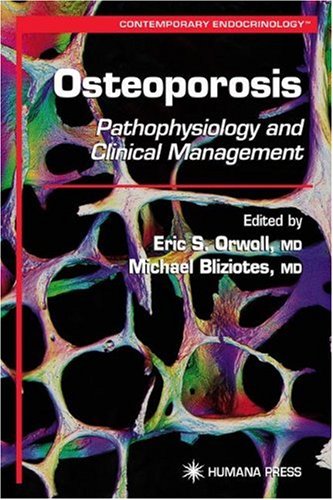 CONTEMPORARY ENDOCRINOLOGY™
Osteoporosis
Pathophysiology and
Clinical Management
Edited by
Eric S. Orwoll, MD
Michael Bliziotes, MD
HUMANA PRESS